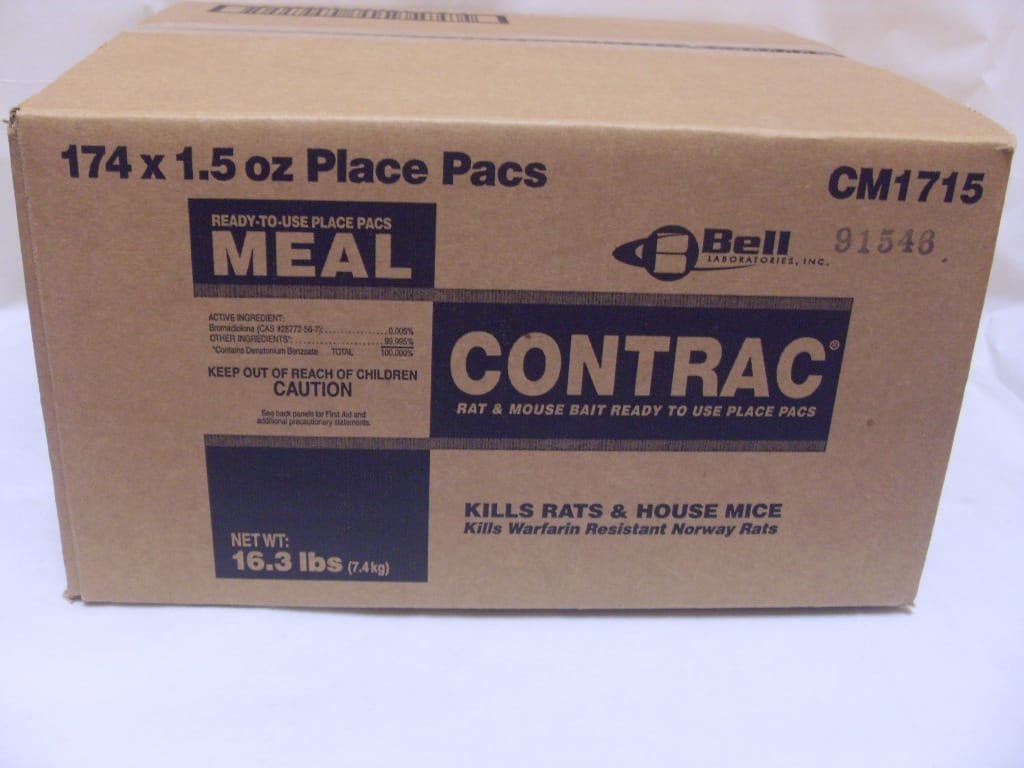 174 x 1.5 oz Place Pacs
CM1715
READY-TO-USE PLACE PACS
MEAL
Bell
LABORATORIES, INC.
91546
ACTIVE INGREDIENT:
Bromadiolone (CAS #28772-56-7):.............. 0.005%
OTHER INGREDIENTS*:...................... 99.995%
*Contains Denatonium Benzoate TOTAL 100.000%
KEEP OUT OF REACH OF CHILDREN
CAUTION
See back panels for First Aid and
additional precautionary statements.
CONTRAC®
RAT & MOUSE BAIT READY TO USE PLACE PACS
KILLS RATS & HOUSE MICE
Kills Warfarin Resistant Norway Rats
NET WT:
16.3 lbs (7.4kg)